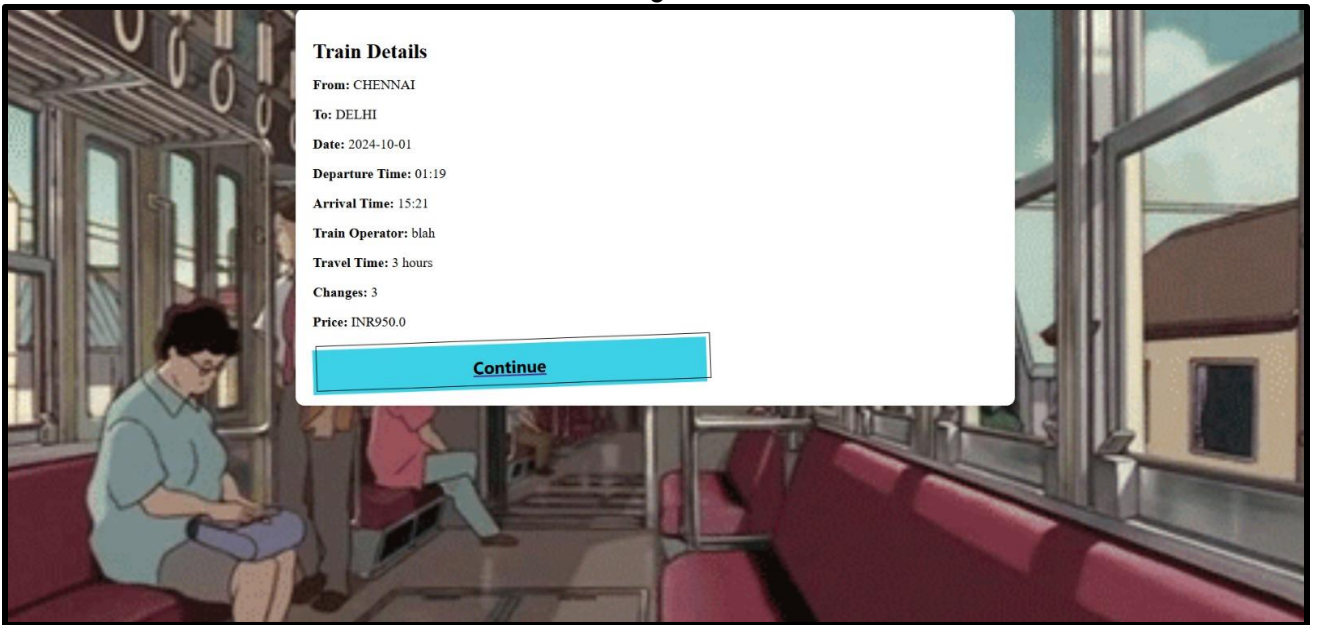 Train Details
From: CHENNAI
To: DELHI
Date: 2024-10-01
Departure Time: 01:19
Arrival Time: 15:21
Train Operator: blah
Travel Time: 3 hours
Changes: 3
Price: INR950.0
Continue